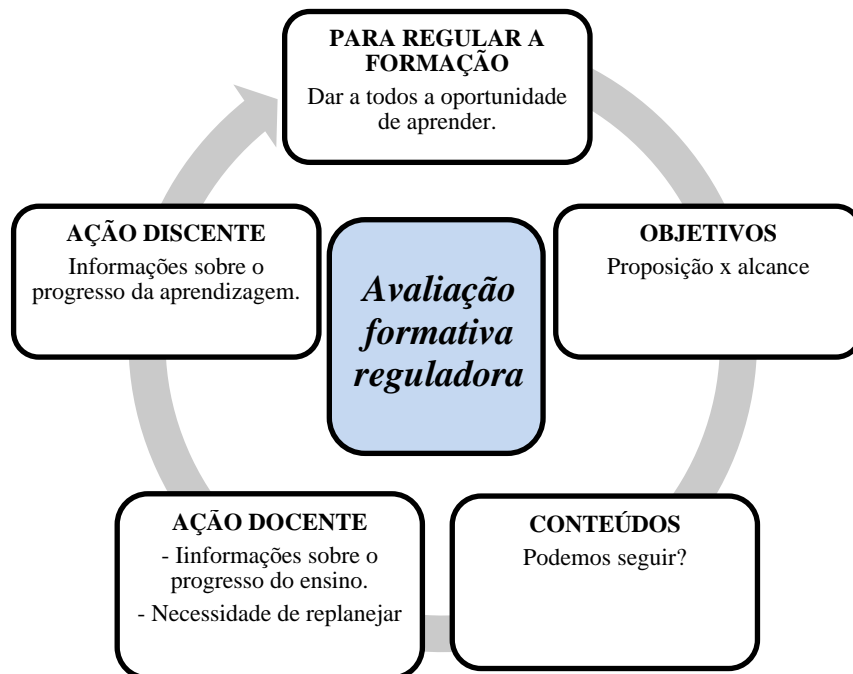 PARA REGULAR A
FORMAÇÃO
Dar a todos a oportunidade
de aprender.
OBJETIVOS
Proposição x alcance
CONTEÚDOS
Podemos seguir?
AÇÃO DOCENTE
- Iinformações sobre o
progresso do ensino.
- Necessidade de replanejar
AÇÃO DISCENTE
Informações sobre o
progresso da aprendizagem.
Avaliação
formativa
reguladora